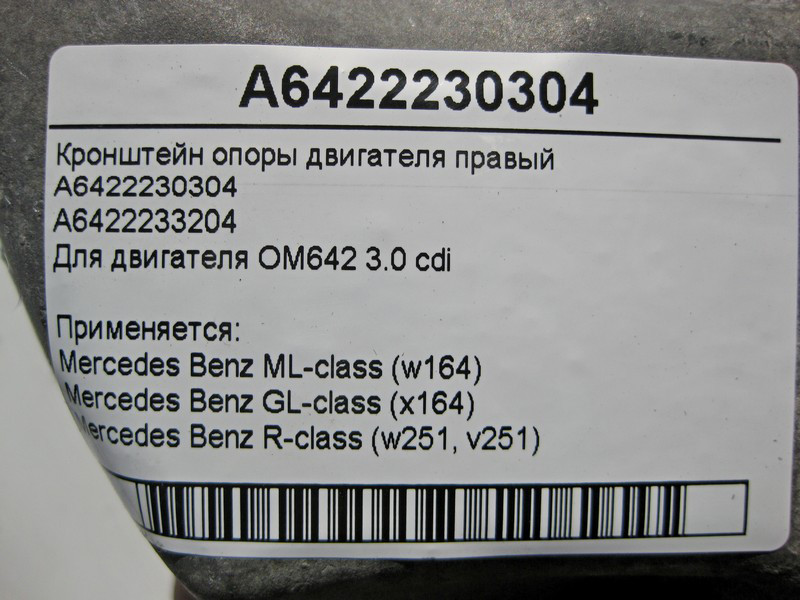 A6422230304
Кронштейн опоры двигателя правый
A6422230304
A6422233204
Для двигателя OM642 3.0 cdi
Применяется:
Mercedes Benz ML-class (w164)
Mercedes Benz GL-class (x164)
Mercedes Benz R-class (w251, v251)